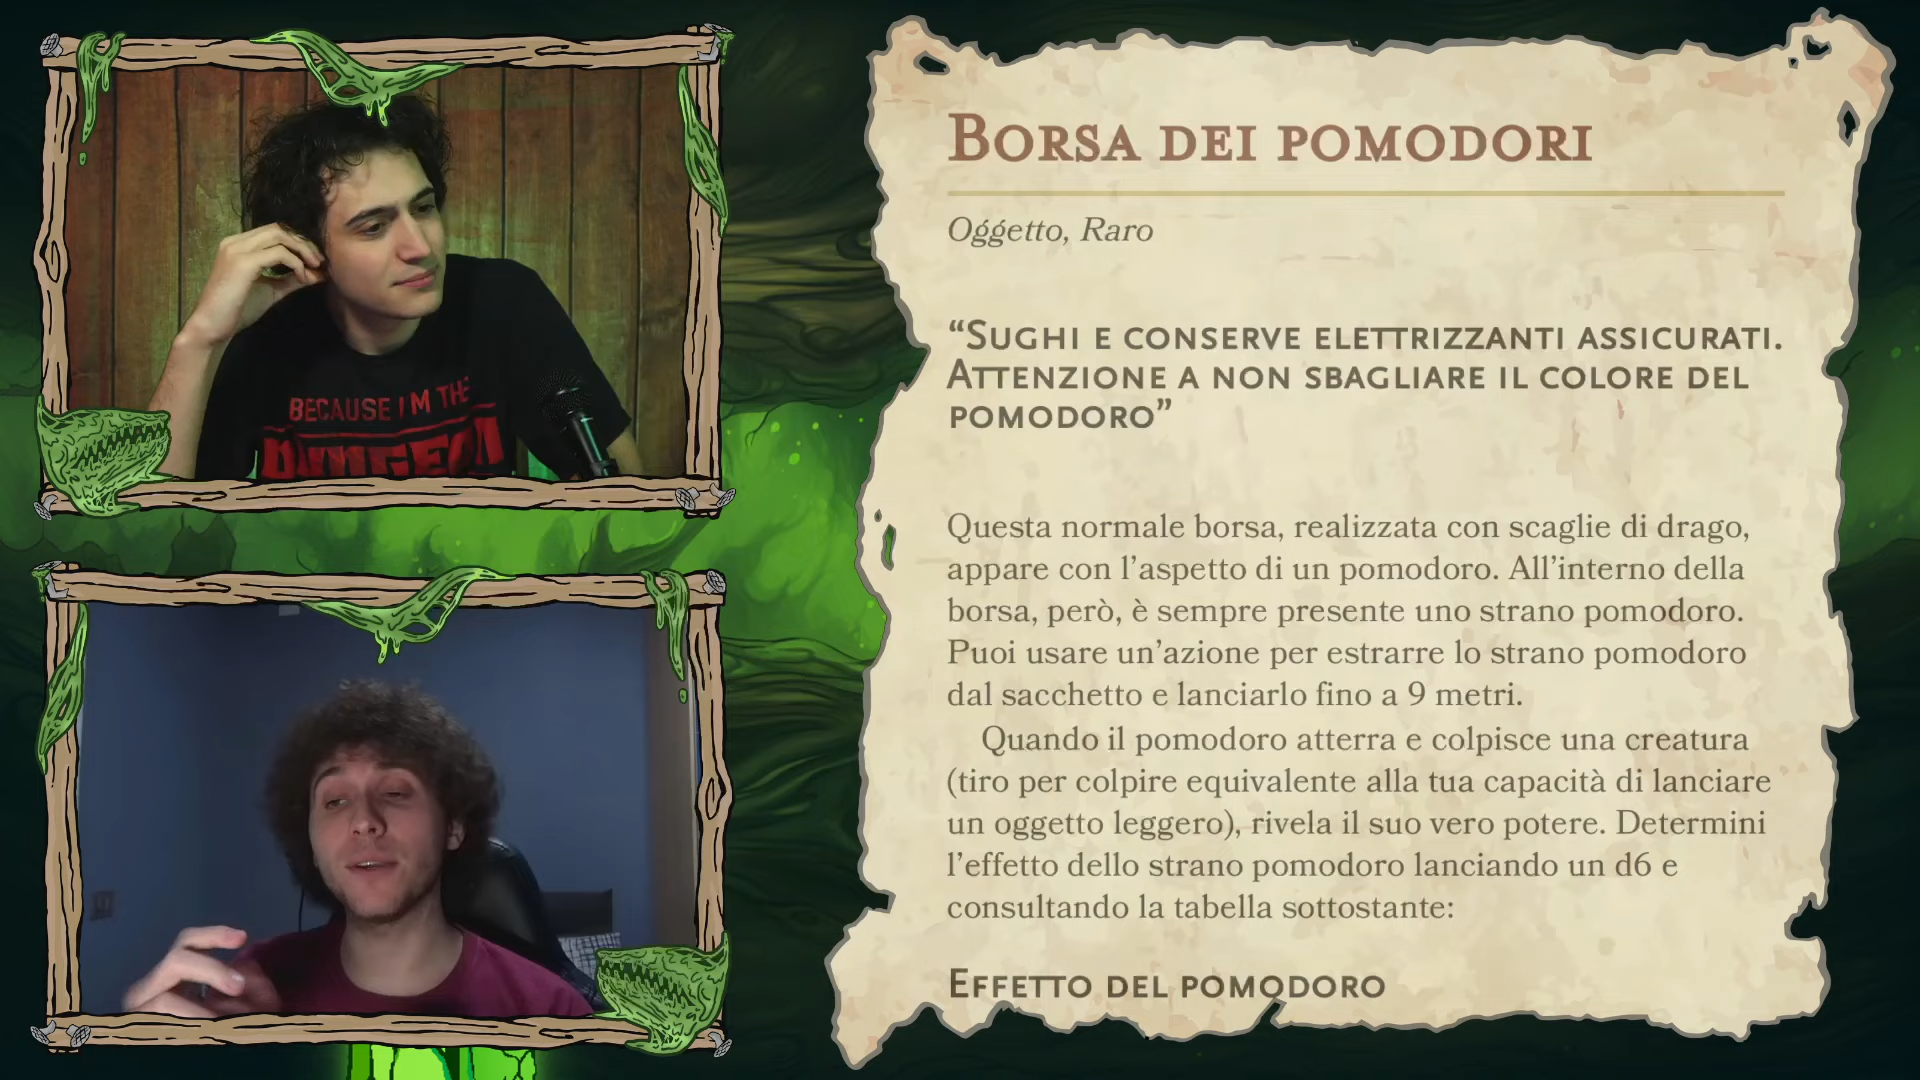 BECAUSE I'M THE
DUNGEON
BORSA DEI POMODORI
Oggetto, Raro
“SUGHI E CONSERVE ELETTRIZZANTI ASSICURATI.
ATTENZIONE A NON SBAGLIARE IL COLORE DEL
POMODORO”
Questa normale borsa, realizzata con scaglie di drago,
appare con l’aspetto di un pomodoro. All’interno della
borsa, però, è sempre presente uno strano pomodoro.
Puoi usare un’azione per estrarre lo strano pomodoro
dal sacchetto e lanciarlo fino a 9 metri.
Quando il pomodoro atterra e colpisce una creatura
(tiro per colpire equivalente alla tua capacità di lanciare
un oggetto leggero), rivela il suo vero potere. Determini
l’effetto dello strano pomodoro lanciando un d6 e
consultando la tabella sottostante:
EFFETTO DEL POMODORO